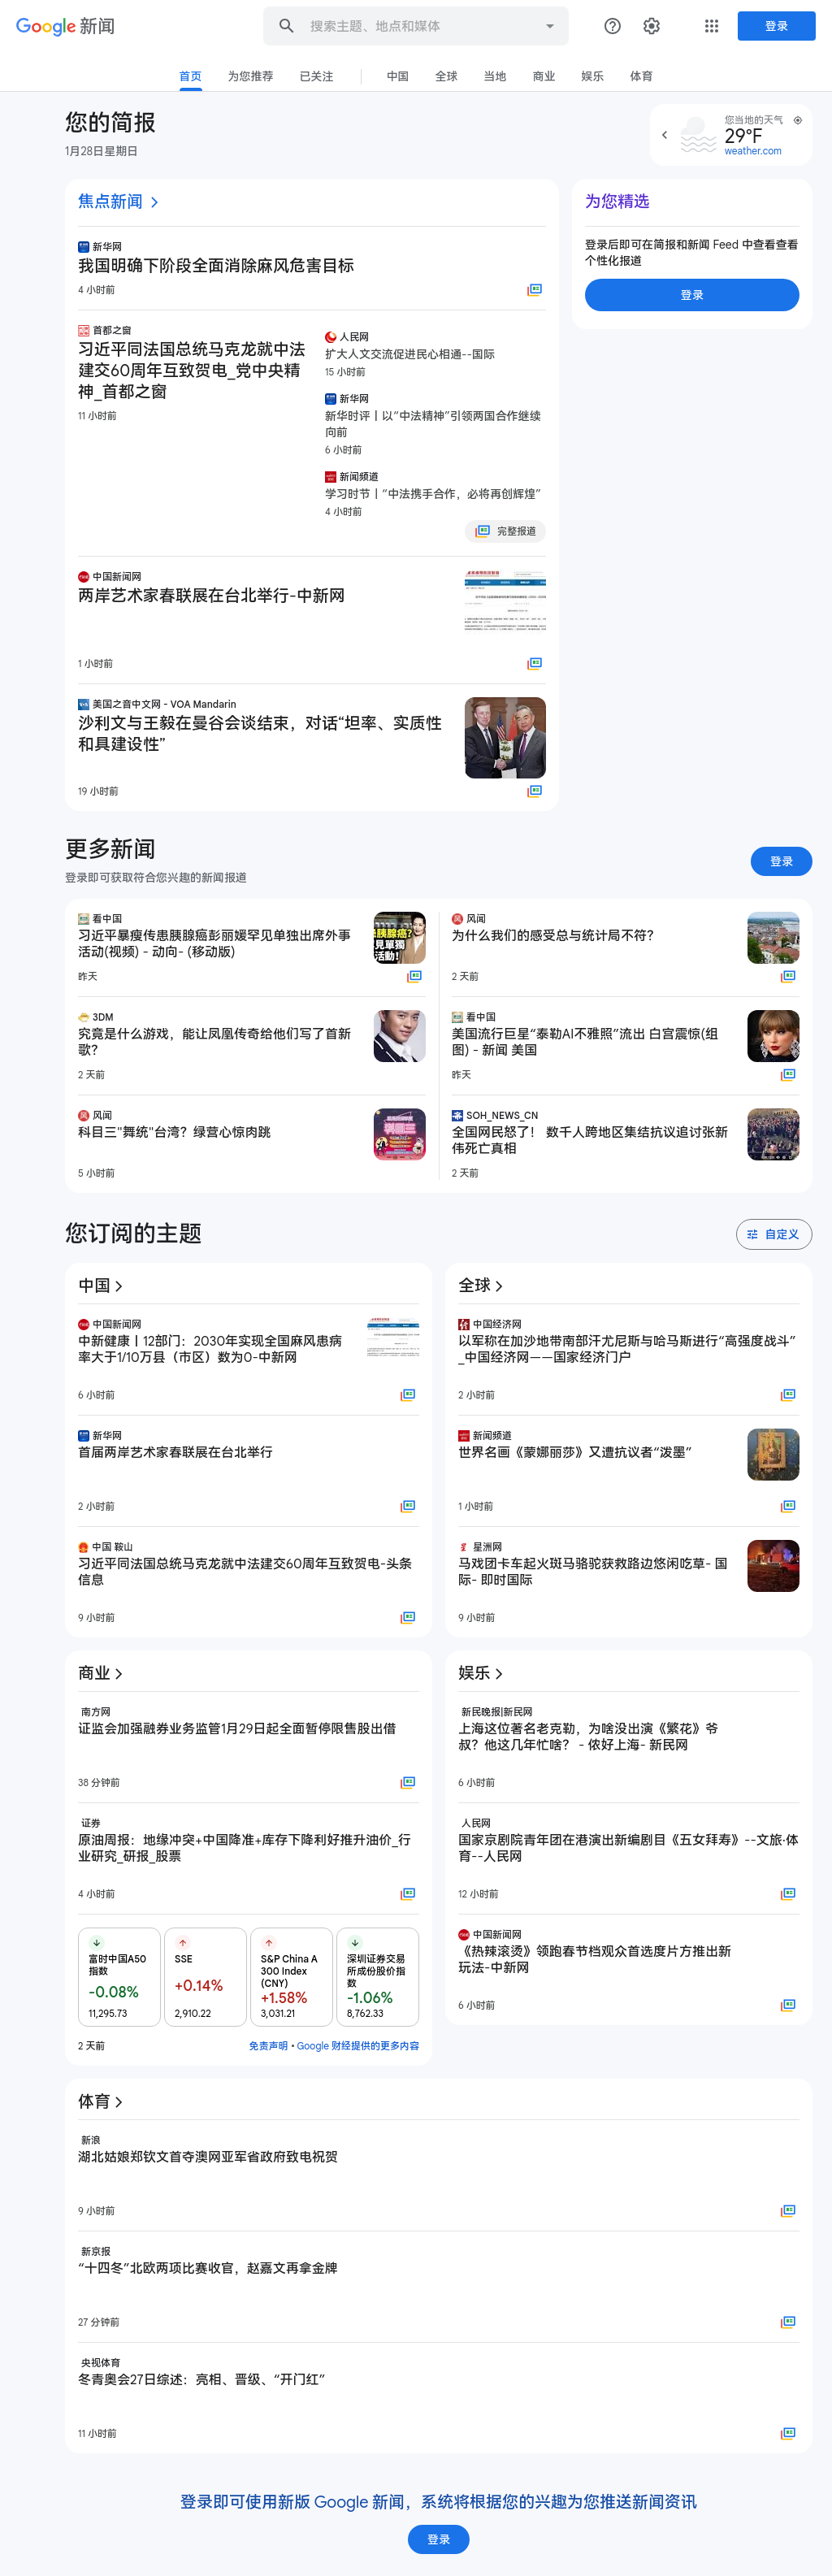 Google 新闻
搜索主题、地点和媒体
登录
首页
为您推荐
已关注
中国
全球
当地
商业
娱乐
体育
您的简报
1月28日星期日
您当地的天气
29°F
weather.com
焦点新闻
新华网
我国明确下阶段全面消除麻风危害目标
4 小时前
首都之窗
习近平同法国总统马克龙就中法
建交60周年互致贺电_党中央精
神_首都之窗
11 小时前
人民网
扩大人文交流促进民心相通--国际
15 小时前
新华网
新华时评丨以“中法精神”引领两国合作继续
向前
6 小时前
新闻频道
学习时节丨“中法携手合作，必将再创辉煌”
4 小时前
完整报道
中国新闻网
两岸艺术家春联展在台北举行-中新网
1 小时前
美国之音中文网 - VOA Mandarin
沙利文与王毅在曼谷会谈结束，对话“坦率、实质性
和具建设性”
19 小时前
为您精选
登录后即可在简报和新闻 Feed 中查看查看
个性化报道
登录
更多新闻
登录即可获取符合您兴趣的新闻报道
登录
看中国
习近平暴瘦传患胰腺癌彭丽媛罕见单独出席外事
活动(视频) - 动向- (移动版)
昨天
3DM
究竟是什么游戏，能让凤凰传奇给他们写了首新
歌？
2 天前
风闻
科目三"舞统"台湾？绿营心惊肉跳
5 小时前
风闻
为什么我们的感受总与统计局不符？
2 天前
看中国
美国流行巨星“泰勒AI不雅照”流出 白宫震惊(组
图) - 新闻 美国
昨天
SOH_NEWS_CN
全国网民怒了！ 数千人跨地区集结抗议追讨张新
伟死亡真相
2 天前
您订阅的主题
自定义
中国
中国新闻网
中新健康丨12部门：2030年实现全国麻风患病
率大于1/10万县（市区）数为0-中新网
6 小时前
新华网
首届两岸艺术家春联展在台北举行
2 小时前
中国 鞍山
习近平同法国总统马克龙就中法建交60周年互致贺电-头条
信息
9 小时前
全球
中国经济网
以军称在加沙地带南部汗尤尼斯与哈马斯进行“高强度战斗”
_中国经济网——国家经济门户
2 小时前
新闻频道
世界名画《蒙娜丽莎》又遭抗议者“泼墨”
1 小时前
星洲网
马戏团卡车起火斑马骆驼获救路边悠闲吃草- 国
际- 即时国际
9 小时前
商业
南方网
证监会加强融券业务监管1月29日起全面暂停限售股出借
38 分钟前
证券
原油周报：地缘冲突+中国降准+库存下降利好推升油价_行
业研究_研报_股票
4 小时前
富时中国A50
指数
-0.08%
11,295.73
SSE
+0.14%
2,910.22
S&P China A
300 Index
(CNY)
+1.58%
3,031.21
深圳证券交易
所成份股价指
数
-1.06%
8,762.33
2 天前
免责声明 • Google 财经提供的更多内容
娱乐
新民晚报|新民网
上海这位著名老克勒，为啥没出演《繁花》爷
叔？他这几年忙啥？ - 侬好上海- 新民网
6 小时前
人民网
国家京剧院青年团在港演出新编剧目《五女拜寿》--文旅·体
育--人民网
12 小时前
中国新闻网
《热辣滚烫》领跑春节档观众首选度片方推出新
玩法-中新网
6 小时前
体育
新浪
湖北姑娘郑钦文首夺澳网亚军省政府致电祝贺
9 小时前
新京报
“十四冬”北欧两项比赛收官，赵嘉文再拿金牌
27 分钟前
央视体育
冬青奥会27日综述：亮相、晋级、“开门红”
11 小时前
登录即可使用新版 Google 新闻，系统将根据您的兴趣为您推送新闻资讯
登录